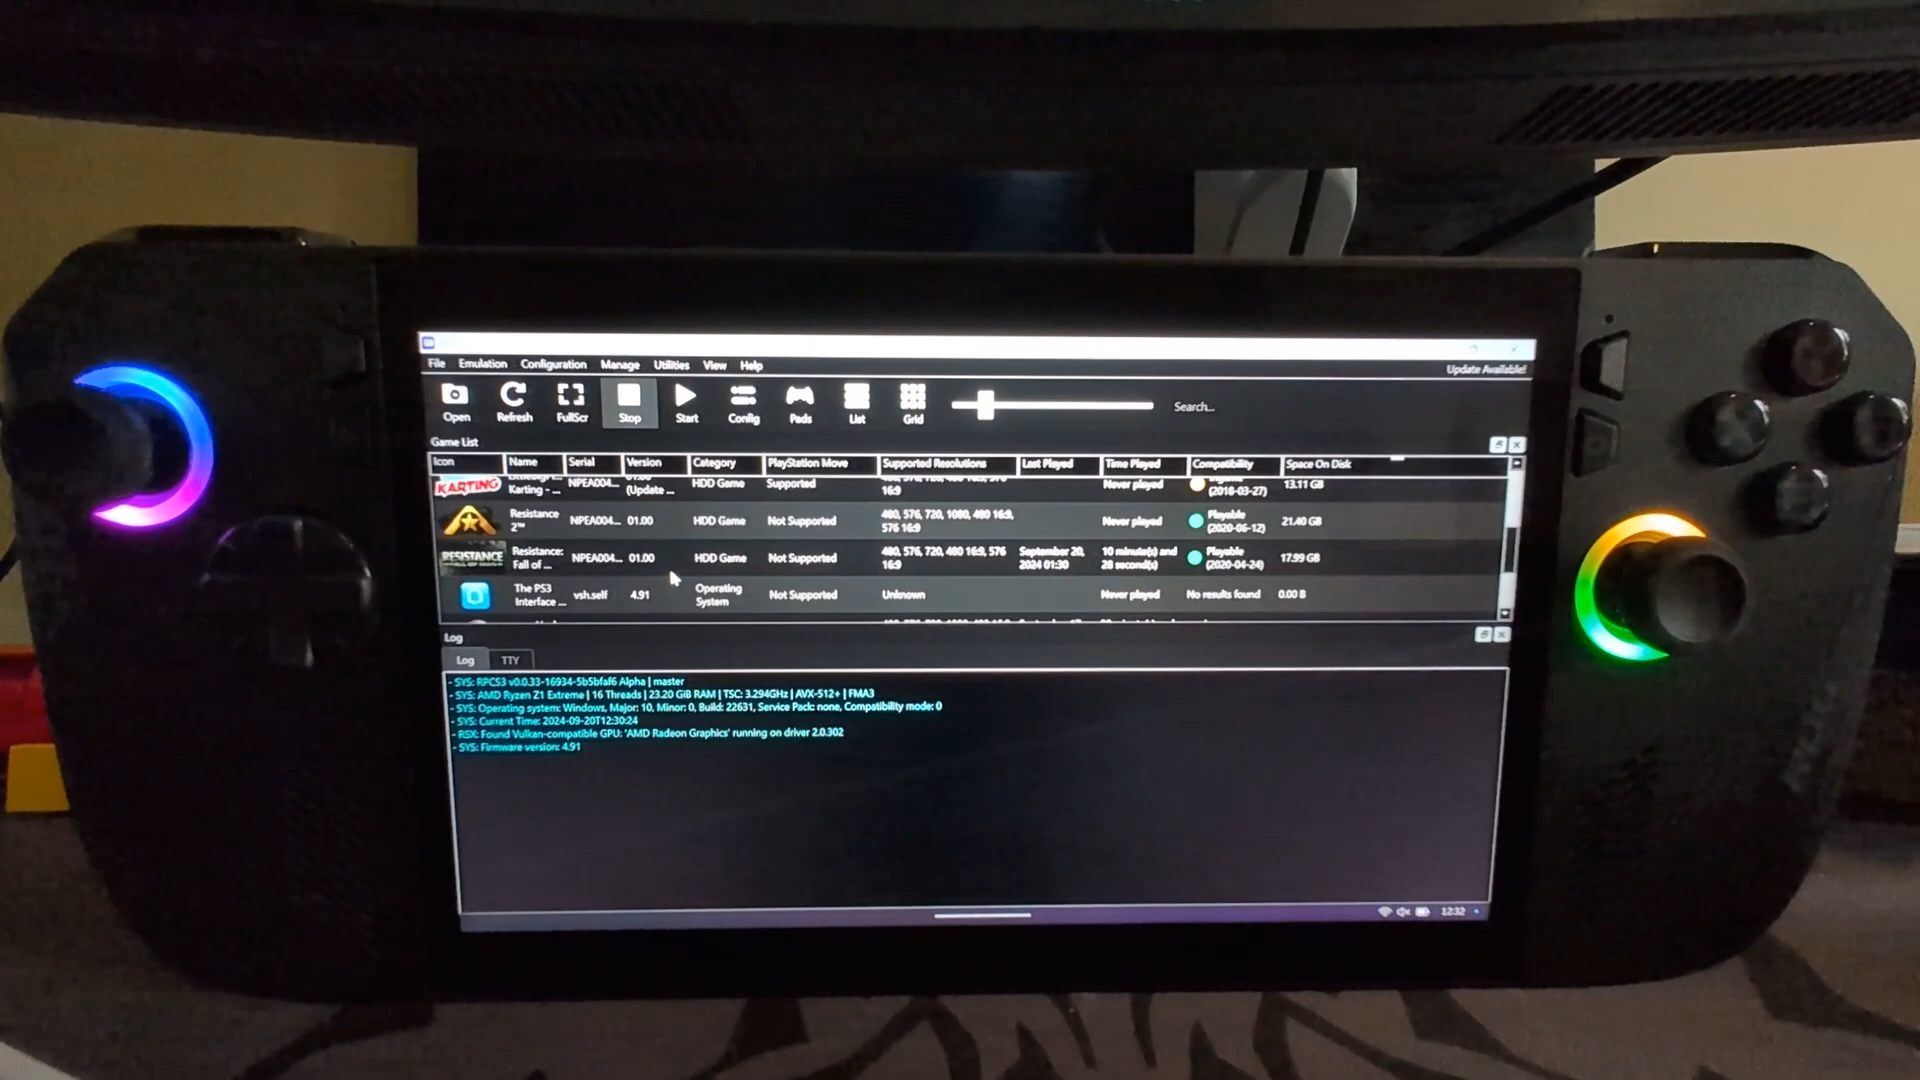 File Emulation Configuration Manage Utilities View Help
Update Available!
Open Refresh FullScr Stop Start Config Pads List Grid Search...
Game List
Icon Name Serial Version Category PlayStation Move Supported Resolutions Last Played Time Played Compatibility Space On Disk
KARTING Karting - ... NPEA004... (Update ... HDD Game Supported 16:9 Never played (2018-03-27) 13.11 GB
Resistance 2™ NPEA004... 01.00 HDD Game Not Supported 480, 576, 720, 1080, 480 16:9, 576 16:9 Never played Playable (2020-06-12) 21.40 GB
RESISTANCE Resistance: Fall of ... NPEA004... 01.00 HDD Game Not Supported 480, 576, 720, 480 16:9, 576 16:9 September 20, 2024 01:30 10 minute(s) and 28 second(s) Playable (2020-04-24) 17.99 GB
The PS3 Interface ... vsh.self 4.91 Operating System Not Supported Unknown Never played No results found 0.00 B
Log
Log TTY
- SYS: RPCS3 v0.0.33-16934-5b5bfaf6 Alpha | master
- SYS: AMD Ryzen Z1 Extreme | 16 Threads | 23.20 GiB RAM | TSC: 3.294GHz | AVX-512+ | FMA3
- SYS: Operating system: Windows, Major: 10, Minor: 0, Build: 22631, Service Pack: none, Compatibility mode: 0
- SYS: Current Time: 2024-09-20T12:30:24
- RSX: Found Vulkan-compatible GPU: 'AMD Radeon Graphics' running on driver 2.0.302
- SYS: Firmware version: 4.91
12:32